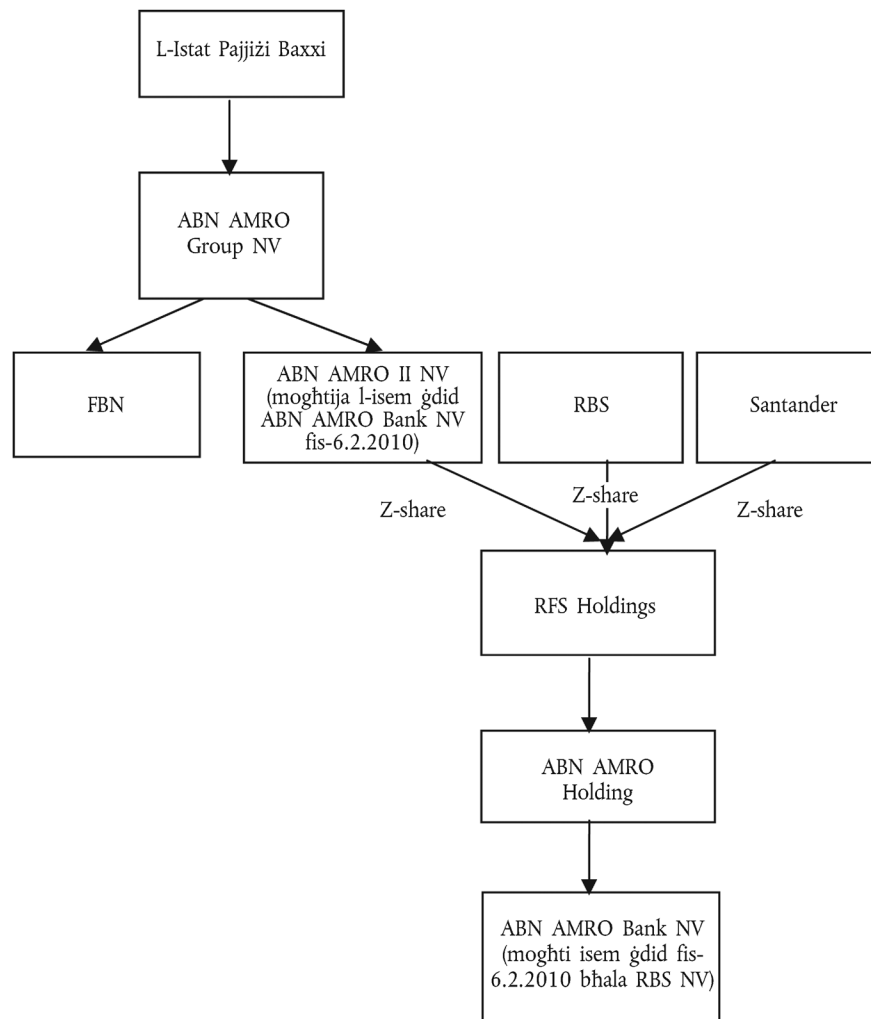 L-Istat Pajjiżi Baxxi
ABN AMRO
Group NV
FBN
ABN AMRO II NV
(mogħtija l-isem ġdid
ABN AMRO Bank NV
fis-6.2.2010)
RBS
Santander
Z-share
Z-share
Z-share
RFS Holdings
ABN AMRO
Holding
ABN AMRO Bank NV
(mogħti isem ġdid fis-
6.2.2010 bħala RBS NV)